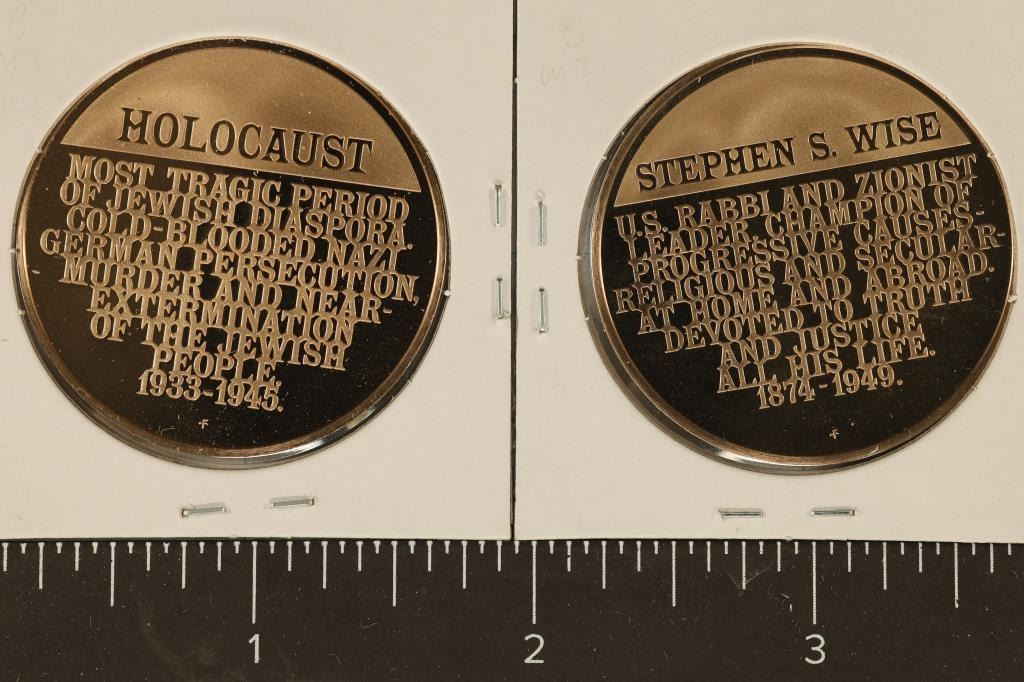 HOLOCAUST
MOST TRAGIC PERIOD
OF JEWISH DIASPORA.
COLD-BLOODED NAZI
GERMAN PERSECUTION,
MURDER AND NEAR-
EXTERMINATION
OF THE JEWISH
PEOPLE,
1933-1945.
STEPHEN S. WISE
U.S. RABBI AND ZIONIST
LEADER, CHAMPION OF
PROGRESSIVE CAUSES-
RELIGIOUS AND SECULAR-
AT HOME AND ABROAD.
DEVOTED TO TRUTH
AND JUSTICE
ALL HIS LIFE.
1874-1949.
1 2 3